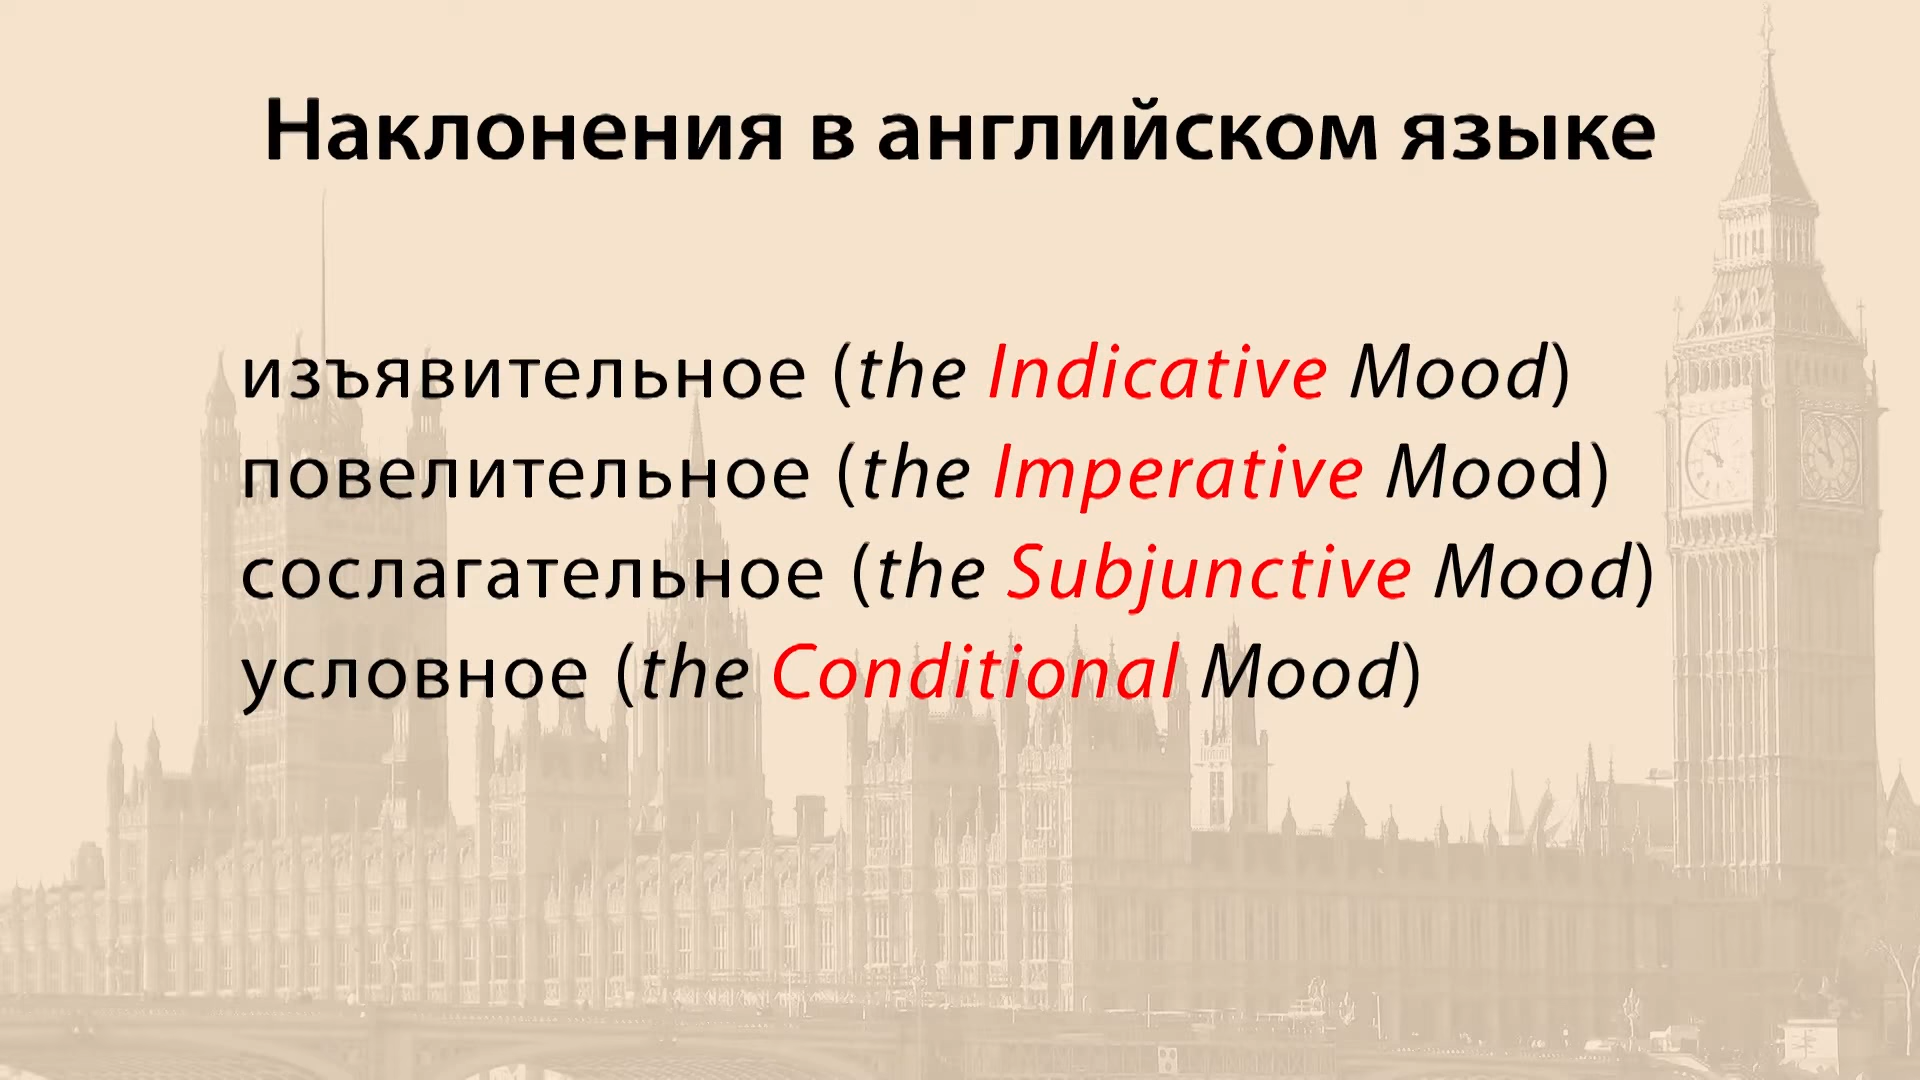 Наклонения в английском языке
изъявительное (the Indicative Mood)
повелительное (the Imperative Mood)
сослагательное (the Subjunctive Mood)
условное (the Conditional Mood)